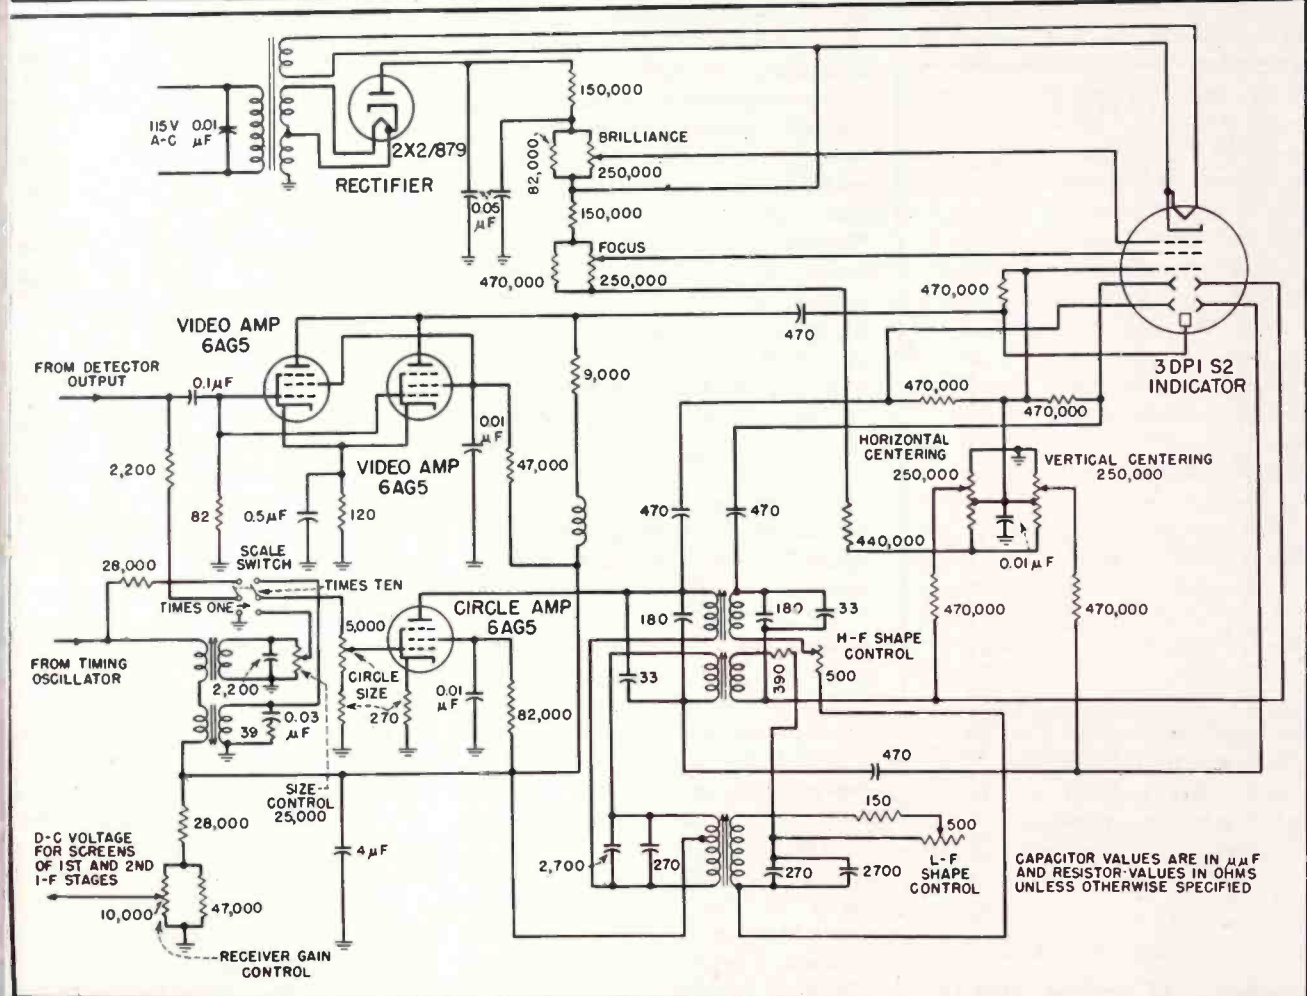 115 V
A-C
0.01
μF
2X2/879
RECTIFIER
150,000
BRILLIANCE
82,000
250,000
0.05
μF
150,000
FOCUS
470,000
250,000
470,000
470
3DP1 S2
INDICATOR
VIDEO AMP
6AG5
FROM DETECTOR
OUTPUT
0.1μF
9,000
470,000
470,000
2,200
VIDEO AMP
6AG5
0.01
μF
47,000
HORIZONTAL
CENTERING
250,000
VERTICAL CENTERING
250,000
82
0.5μF
120
470
470
440,000
0.01 μF
SCALE
SWITCH
28,000
TIMES TEN
TIMES ONE
5,000
CIRCLE AMP
6AG5
180
180
33
470,000
470,000
H-F SHAPE
CONTROL
500
FROM TIMING
OSCILLATOR
2,200
CIRCLE
SIZE
270
0.01
μF
82,000
33
390
39
0.03
μF
SIZE
CONTROL
25,000
470
28,000
4 μF
150
500
L-F
SHAPE
CONTROL
D-C VOLTAGE
FOR SCREENS
OF 1ST AND 2ND
I-F STAGES
2,700
270
270
2700
10,000
47,000
RECEIVER GAIN
CONTROL
CAPACITOR VALUES ARE IN μμF
AND RESISTOR-VALUES IN OHMS
UNLESS OTHERWISE SPECIFIED